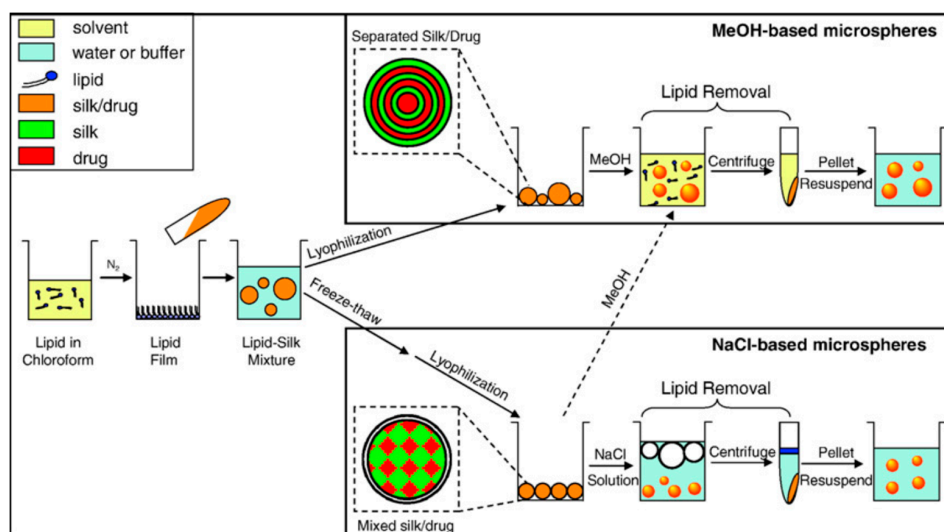 solvent
water or buffer
lipid
silk/drug
silk
drug
Lipid in
Chloroform
N₂
Lipid
Film
Lipid-Silk
Mixture
Lyophilization
Freeze-thaw
Lyophilization
MeOH-based microspheres
Separated Silk/Drug
MeOH
Lipid Removal
Centrifuge
Pellet
Resuspend
MeOH
NaCl-based microspheres
Mixed silk/drug
NaCl
Solution
Lipid Removal
Centrifuge
Pellet
Resuspend